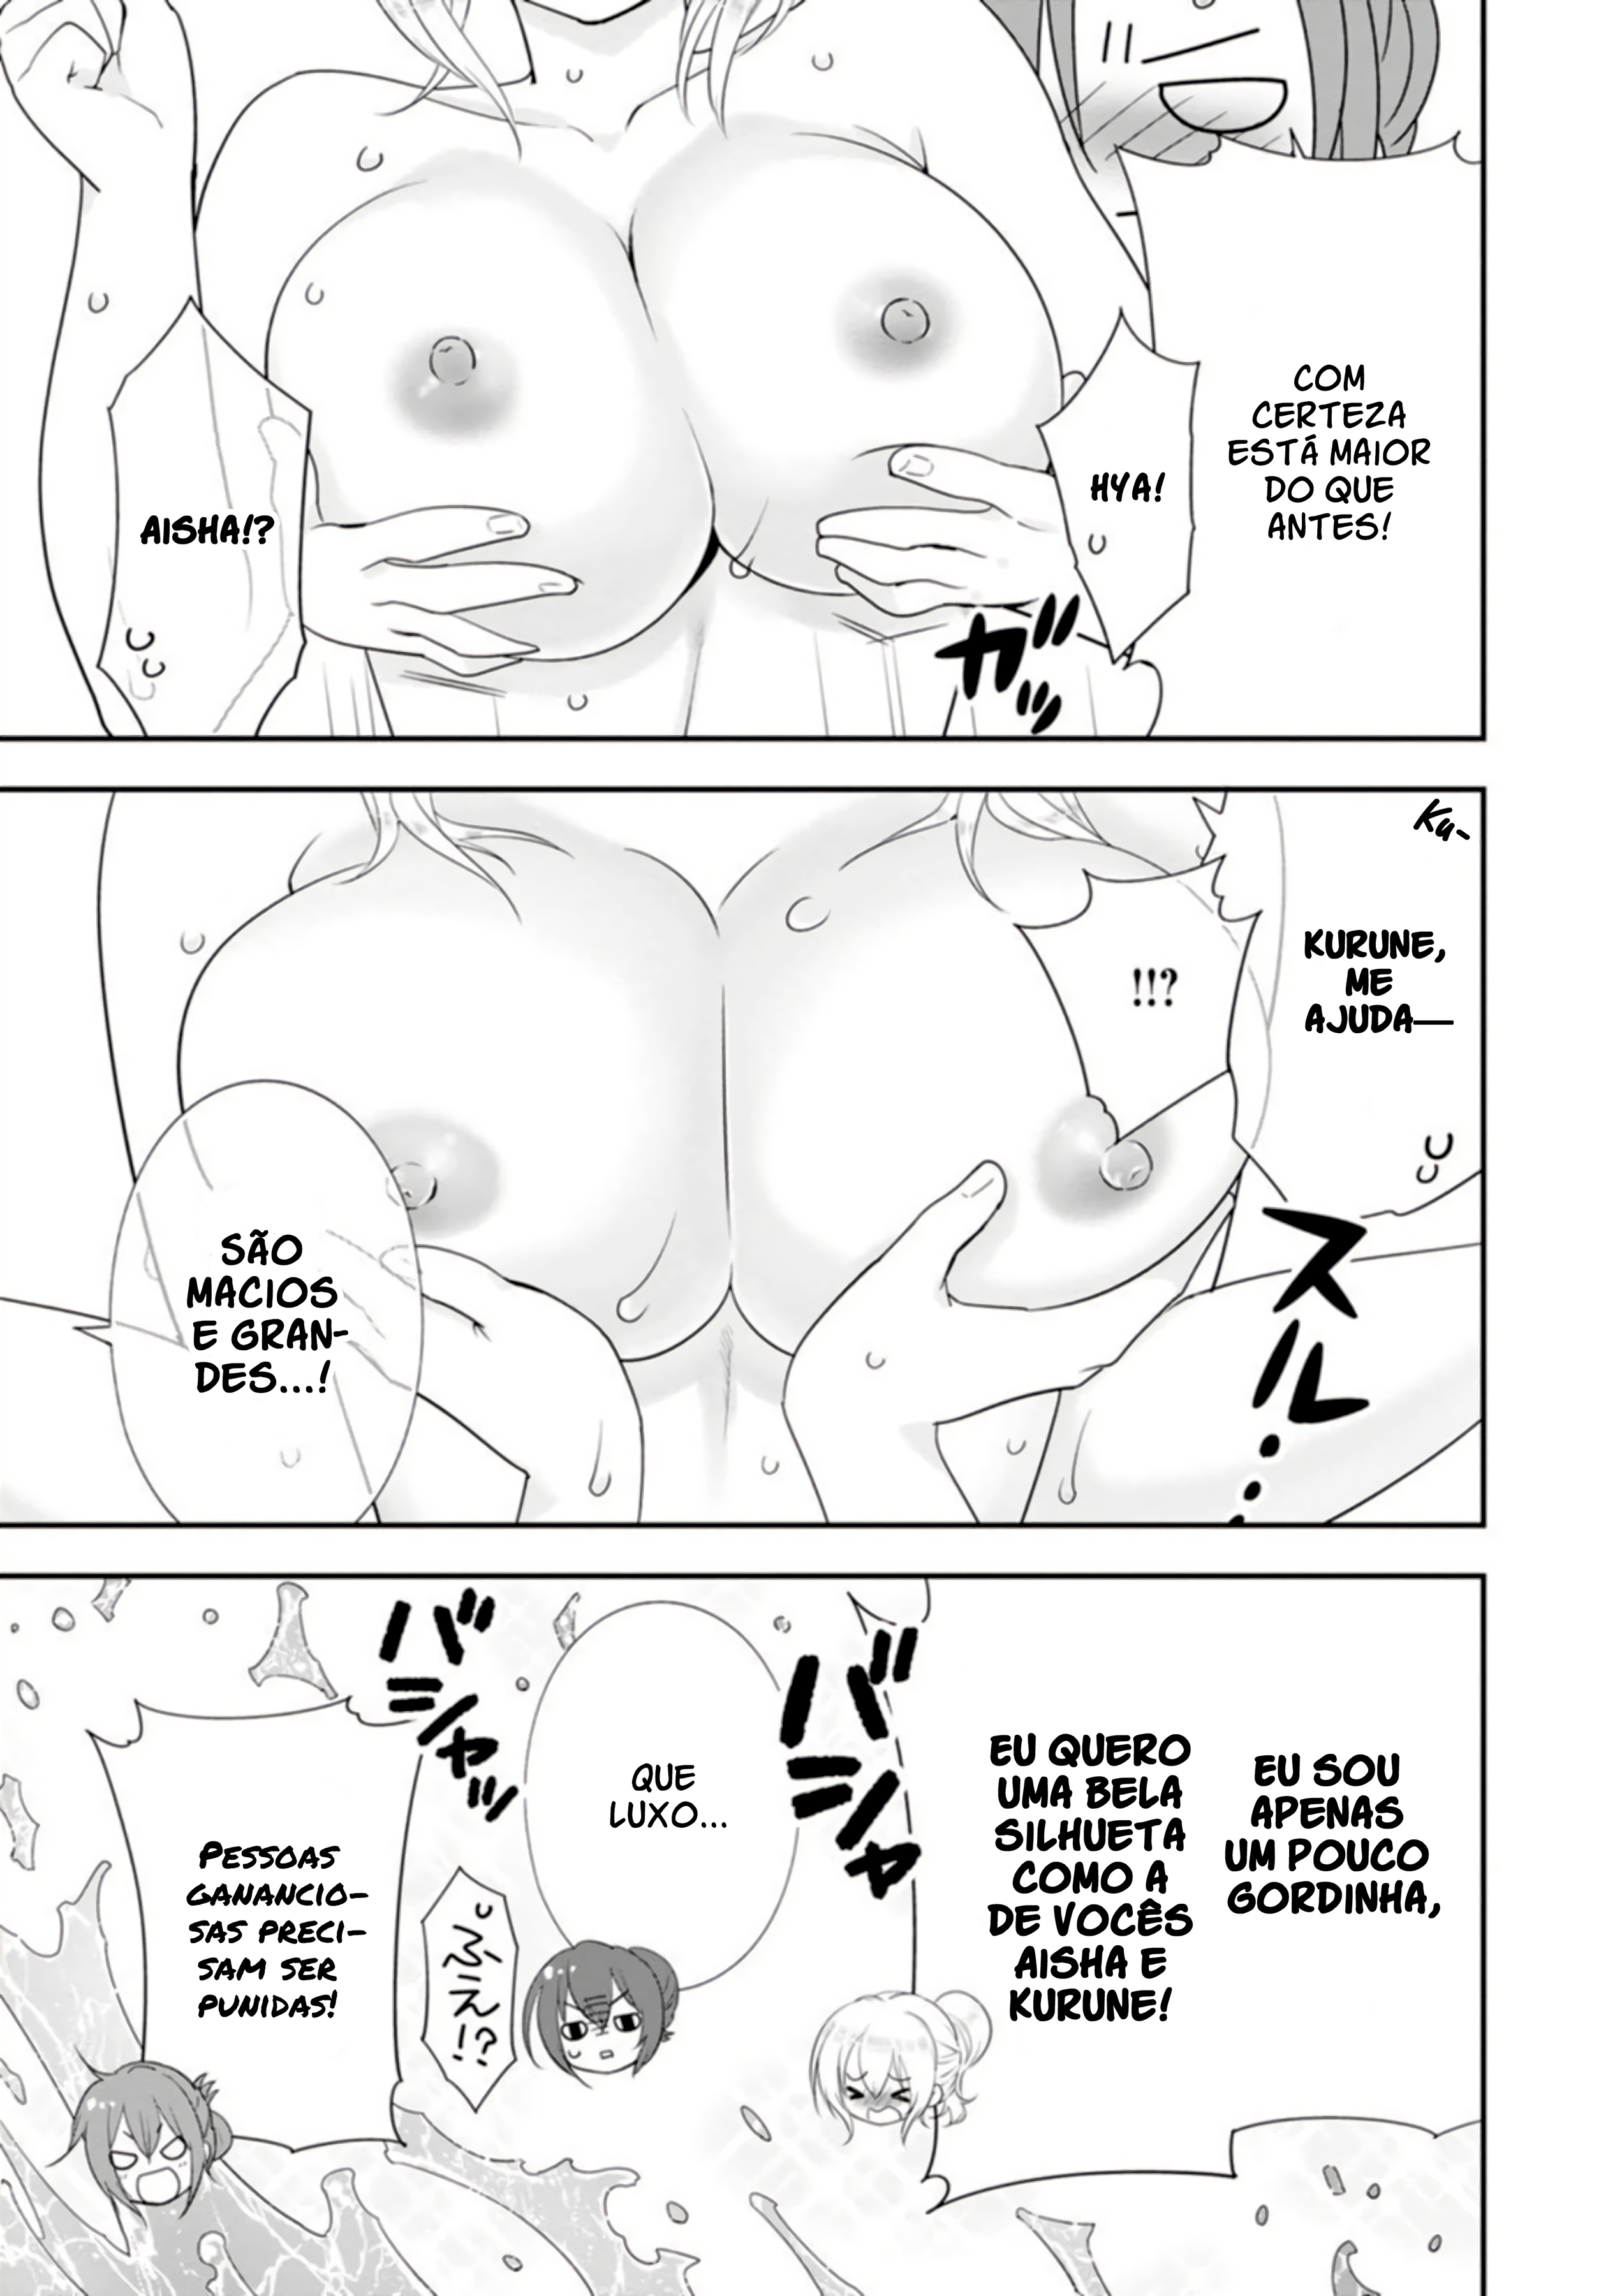 COM
CERTEZA
ESTÁ MAIOR
DO QUE
ANTES!
HYA!
ガッ
AISHA!?
Ku-
KURUNE,
ME
AJUDA—
!!?
スル...
SÃO
MACIOS
E GRAN-
DES...!
EU SOU
APENAS
UM POUCO
GORDINHA,
EU QUERO
UMA BELA
SILHUETA
COMO A
DE VOCÊS
AISHA E
KURUNE!
バシャ
QUE
LUXO...
バシャッ
ふえ!?
PESSOAS
GANANCIO-
SAS PRECI-
SAM SER
PUNIDAS!